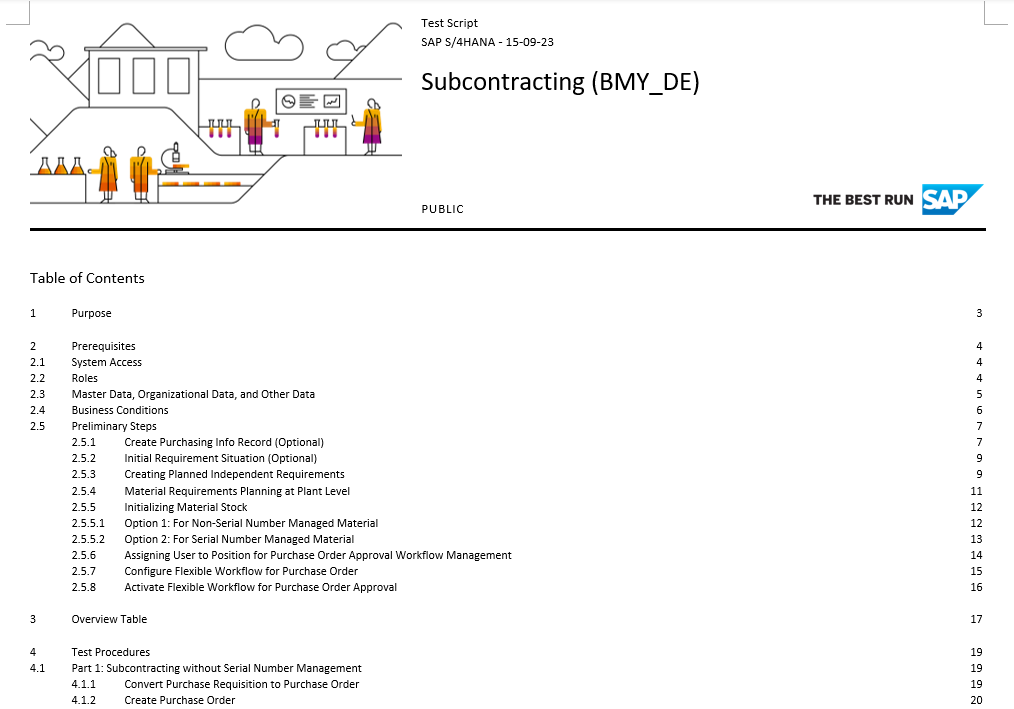 Test Script
SAP S/4HANA - 15-09-23
Subcontracting (BMY_DE)
PUBLIC
THE BEST RUN SAP
Table of Contents
1 Purpose 3
2 Prerequisites 4
2.1 System Access 4
2.2 Roles 4
2.3 Master Data, Organizational Data, and Other Data 5
2.4 Business Conditions 6
2.5 Preliminary Steps 7
2.5.1 Create Purchasing Info Record (Optional) 7
2.5.2 Initial Requirement Situation (Optional) 9
2.5.3 Creating Planned Independent Requirements 9
2.5.4 Material Requirements Planning at Plant Level 11
2.5.5 Initializing Material Stock 12
2.5.5.1 Option 1: For Non-Serial Number Managed Material 12
2.5.5.2 Option 2: For Serial Number Managed Material 13
2.5.6 Assigning User to Position for Purchase Order Approval Workflow Management 14
2.5.7 Configure Flexible Workflow for Purchase Order 15
2.5.8 Activate Flexible Workflow for Purchase Order Approval 16
3 Overview Table 17
4 Test Procedures 19
4.1 Part 1: Subcontracting without Serial Number Management 19
4.1.1 Convert Purchase Requisition to Purchase Order 19
4.1.2 Create Purchase Order 20